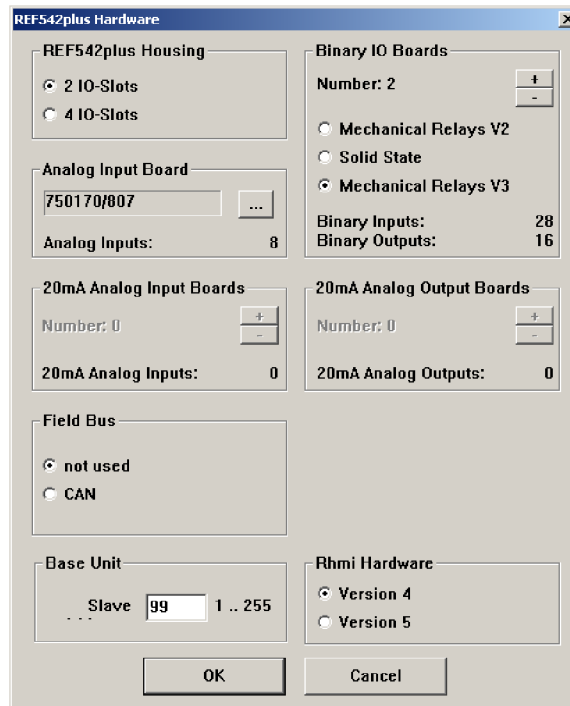 REF542plus Hardware
REF542plus Housing
2 IO-Slots
4 IO-Slots
Binary IO Boards
Number: 2
+
-
Mechanical Relays V2
Solid State
Mechanical Relays V3
Binary Inputs: 28
Binary Outputs: 16
Analog Input Board
750170/807 ...
Analog Inputs: 8
20mA Analog Input Boards
Number: 0
+
-
20mA Analog Inputs: 0
20mA Analog Output Boards
Number: 0
+
-
20mA Analog Outputs: 0
Field Bus
not used
CAN
Base Unit
Slave 99 1 .. 255
Rhmi Hardware
Version 4
Version 5
OK Cancel